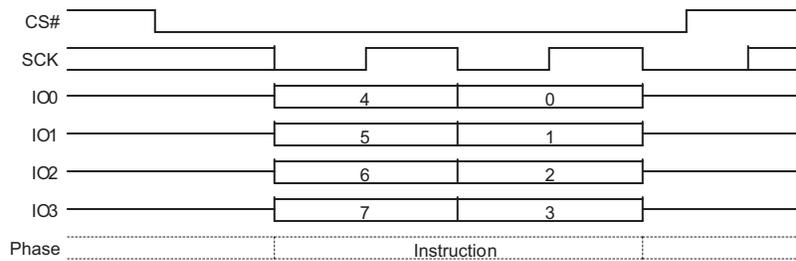 CS#
SCK
IO0 4 0
IO1 5 1
IO2 6 2
IO3 7 3
Phase Instruction